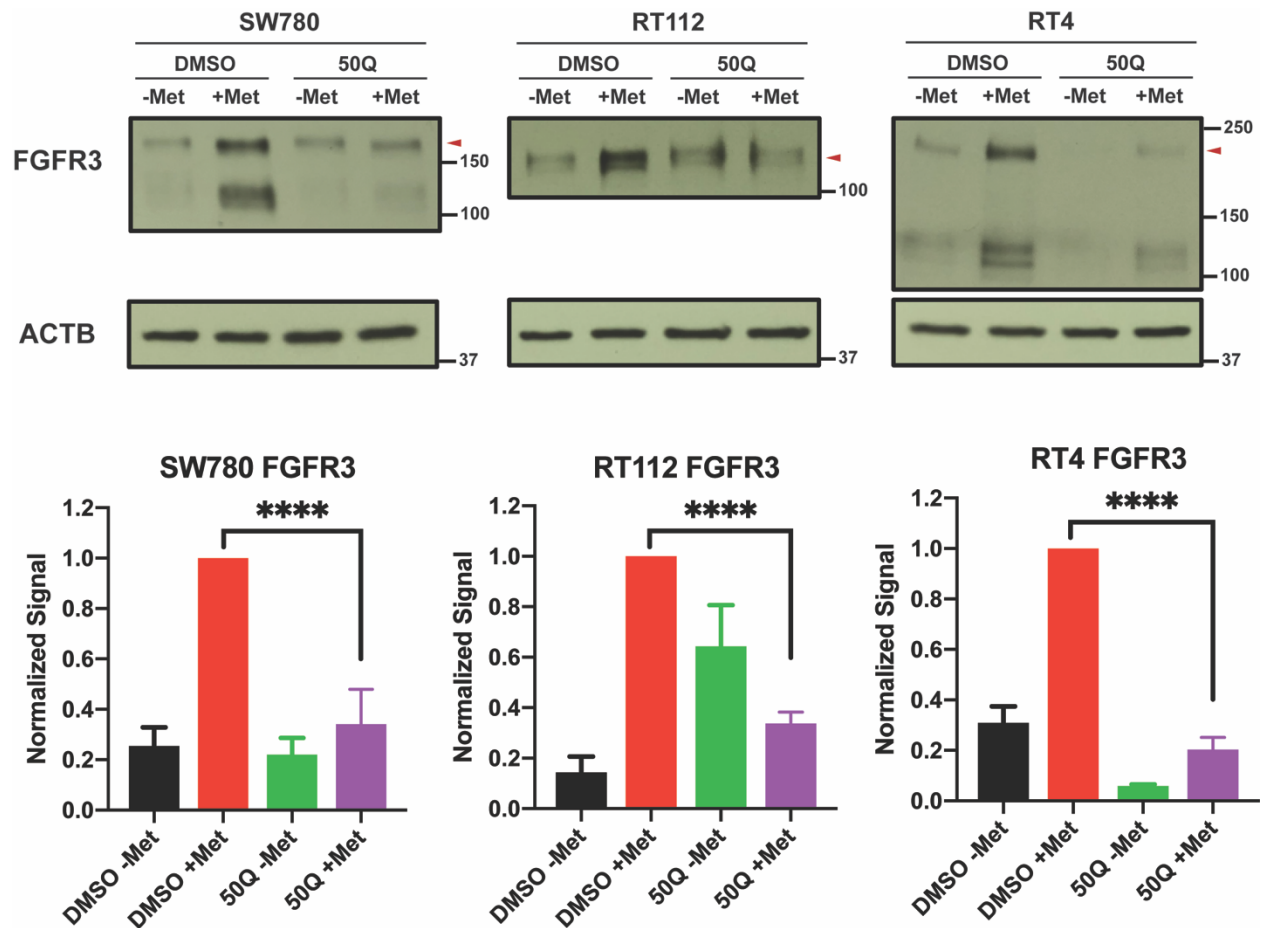 SW780 RT112 RT4
DMSO 50Q DMSO 50Q DMSO 50Q
-Met +Met -Met +Met -Met +Met -Met +Met -Met +Met -Met +Met
FGFR3
150
100
100
250
150
100
ACTB
37
37
37
SW780 FGFR3
Normalized Signal
1.2
1.0
0.8
0.6
0.4
0.2
0.0
****
DMSO -Met
DMSO +Met
50Q -Met
50Q +Met
RT112 FGFR3
Normalized Signal
1.2
1.0
0.8
0.6
0.4
0.2
0.0
****
DMSO -Met
DMSO +Met
50Q -Met
50Q +Met
RT4 FGFR3
Normalized Signal
1.2
1.0
0.8
0.6
0.4
0.2
0.0
****
DMSO -Met
DMSO +Met
50Q -Met
50Q +Met